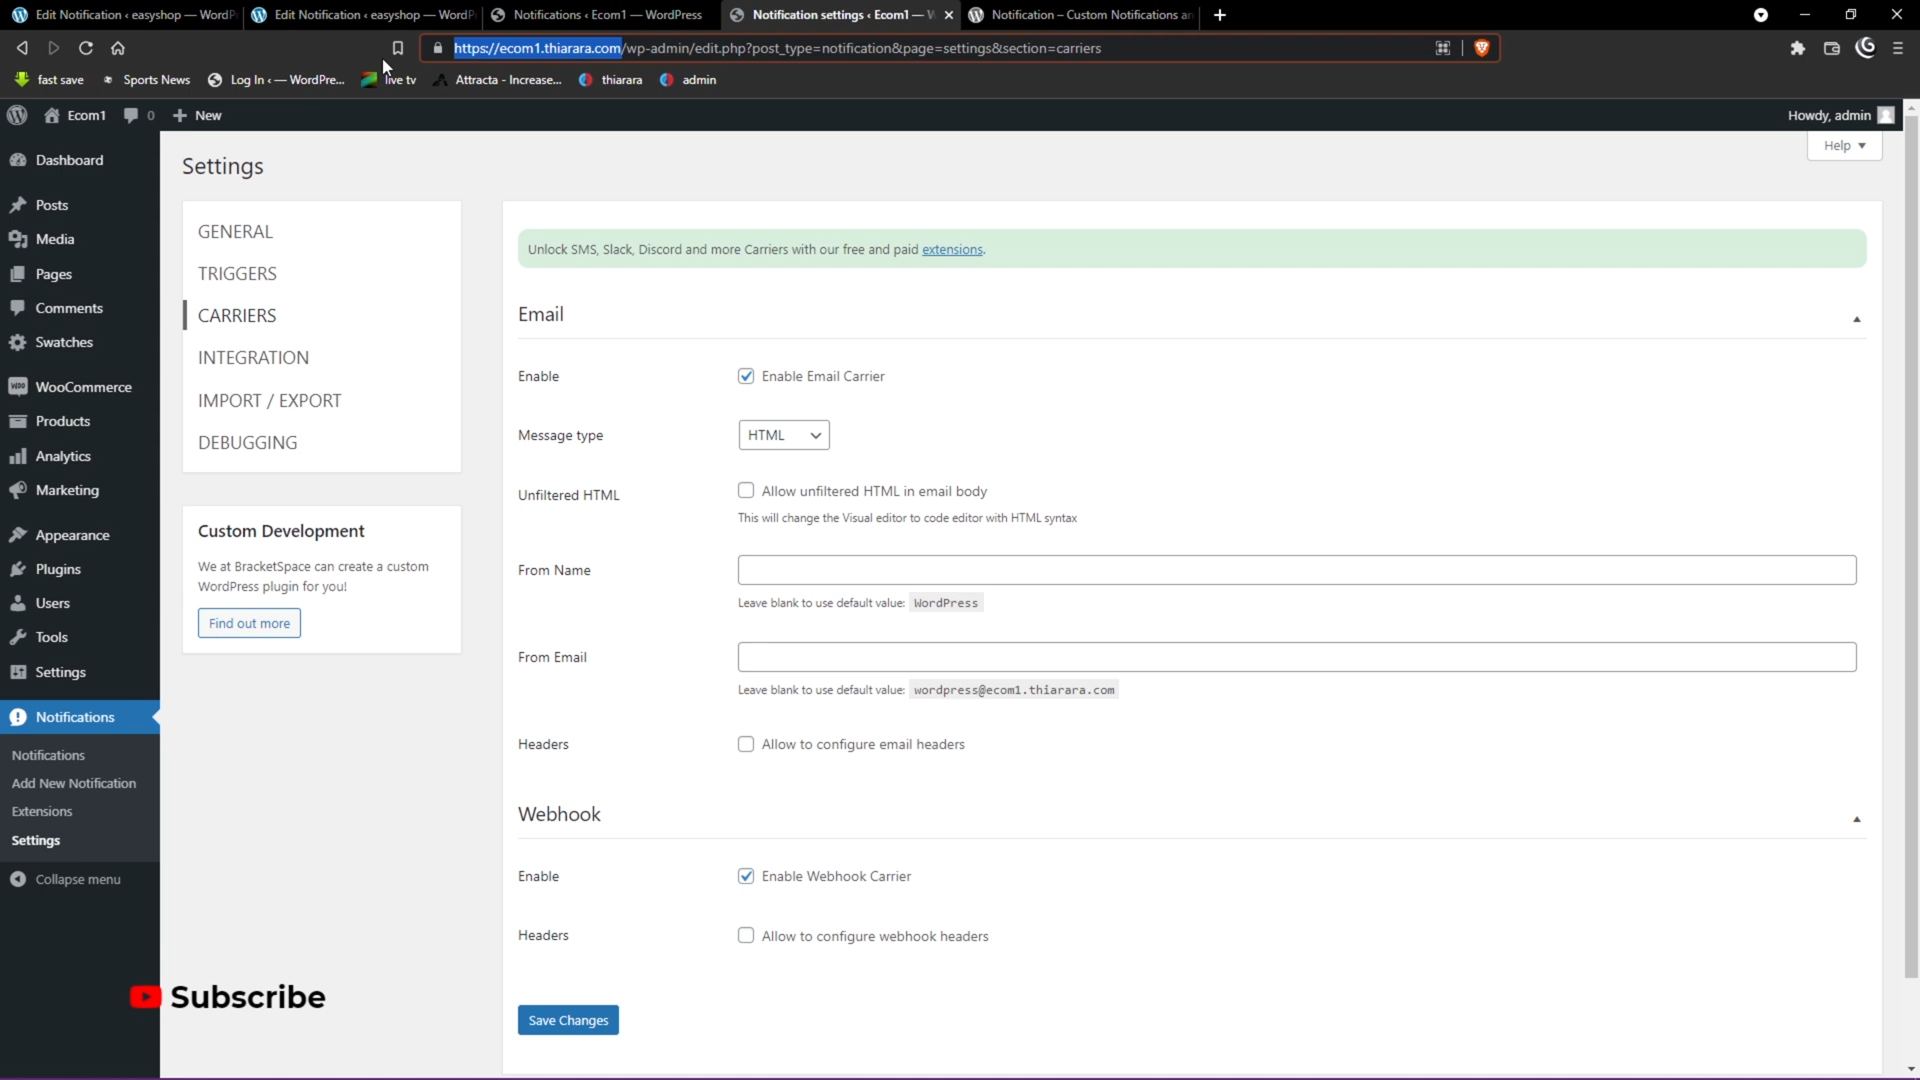 Edit Notification ‹ easyshop — WordP
Edit Notification ‹ easyshop — WordP
Notifications ‹ Ecom1 — WordPress
Notification settings ‹ Ecom1 — W
Notification – Custom Notifications an
https://ecom1.thiarara.com/wp-admin/edit.php?post_type=notification&page=settings&section=carriers
fast save
Sports News
Log In ‹ — WordPre...
live tv
Attracta - Increase...
thiarara
admin
Ecom1
0
New
Howdy, admin
Help
Dashboard
Posts
Media
Pages
Comments
Swatches
WooCommerce
Products
Analytics
Marketing
Appearance
Plugins
Users
Tools
Settings
Notifications
Notifications
Add New Notification
Extensions
Settings
Collapse menu
Settings
GENERAL
TRIGGERS
CARRIERS
INTEGRATION
IMPORT / EXPORT
DEBUGGING
Custom Development
We at BracketSpace can create a custom
WordPress plugin for you!
Find out more
Unlock SMS, Slack, Discord and more Carriers with our free and paid extensions.
Email
Enable
Enable Email Carrier
Message type
HTML
Unfiltered HTML
Allow unfiltered HTML in email body
This will change the Visual editor to code editor with HTML syntax
From Name
Leave blank to use default value: WordPress
From Email
Leave blank to use default value: wordpress@ecom1.thiarara.com
Headers
Allow to configure email headers
Webhook
Enable
Enable Webhook Carrier
Headers
Allow to configure webhook headers
Save Changes
Subscribe